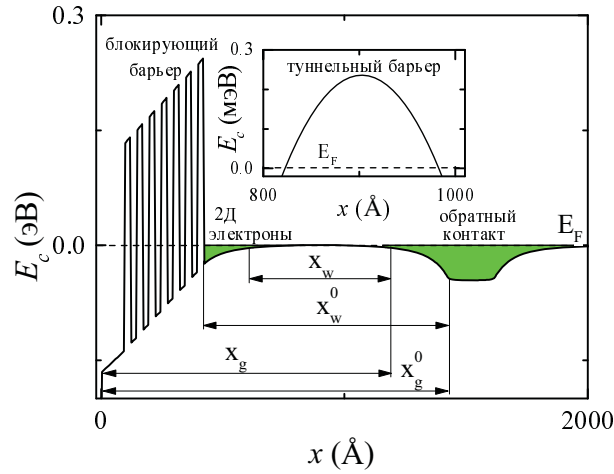 0.3
блокирующий
барьер
0.3
туннельный барьер
E_c (мэВ)
E_F
0.0
800
1000
x (Å)
2Д
электроны
обратный
контакт
E_F
0.0
E_c (эВ)
x_w
x_w^0
x_g
x_g^0
0
2000
x (Å)